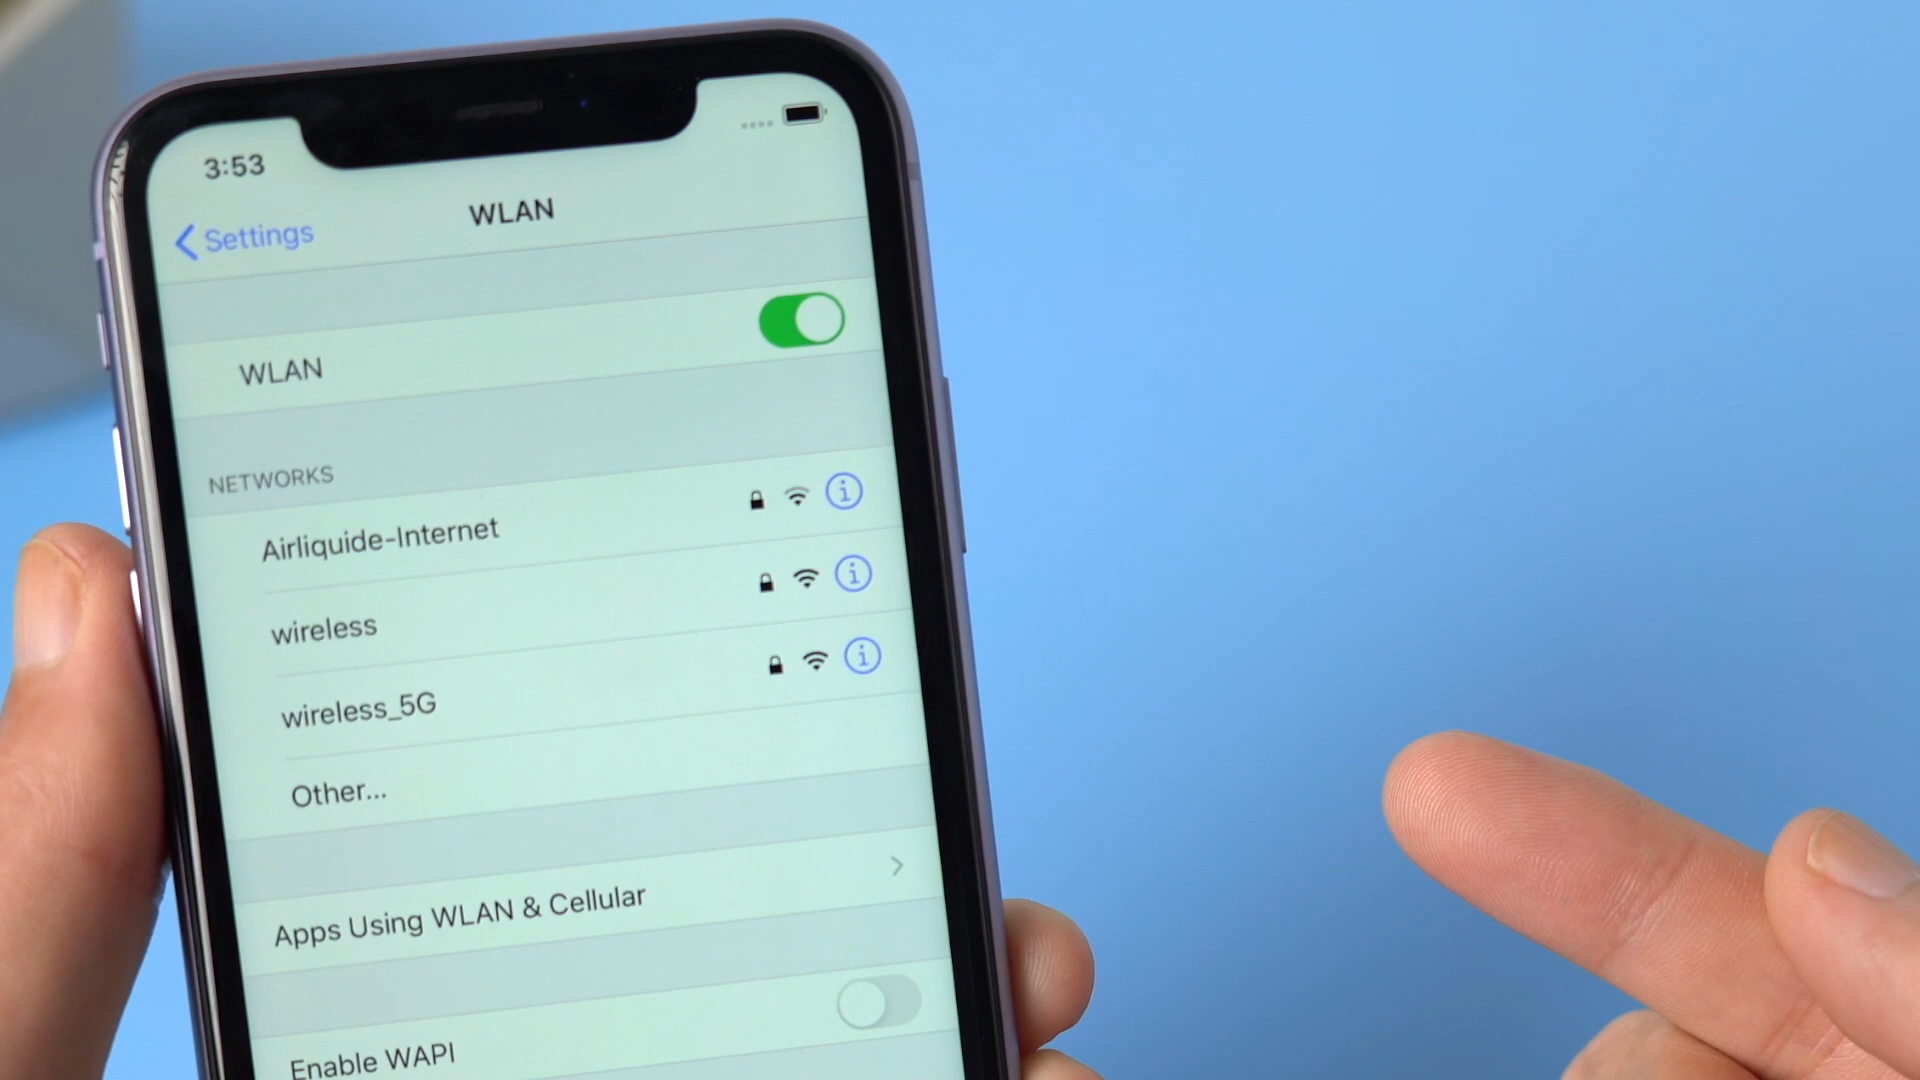 3:53
Settings
WLAN
WLAN
NETWORKS
Airliquide-Internet
wireless
wireless_5G
Other...
Apps Using WLAN & Cellular
Enable WAPI